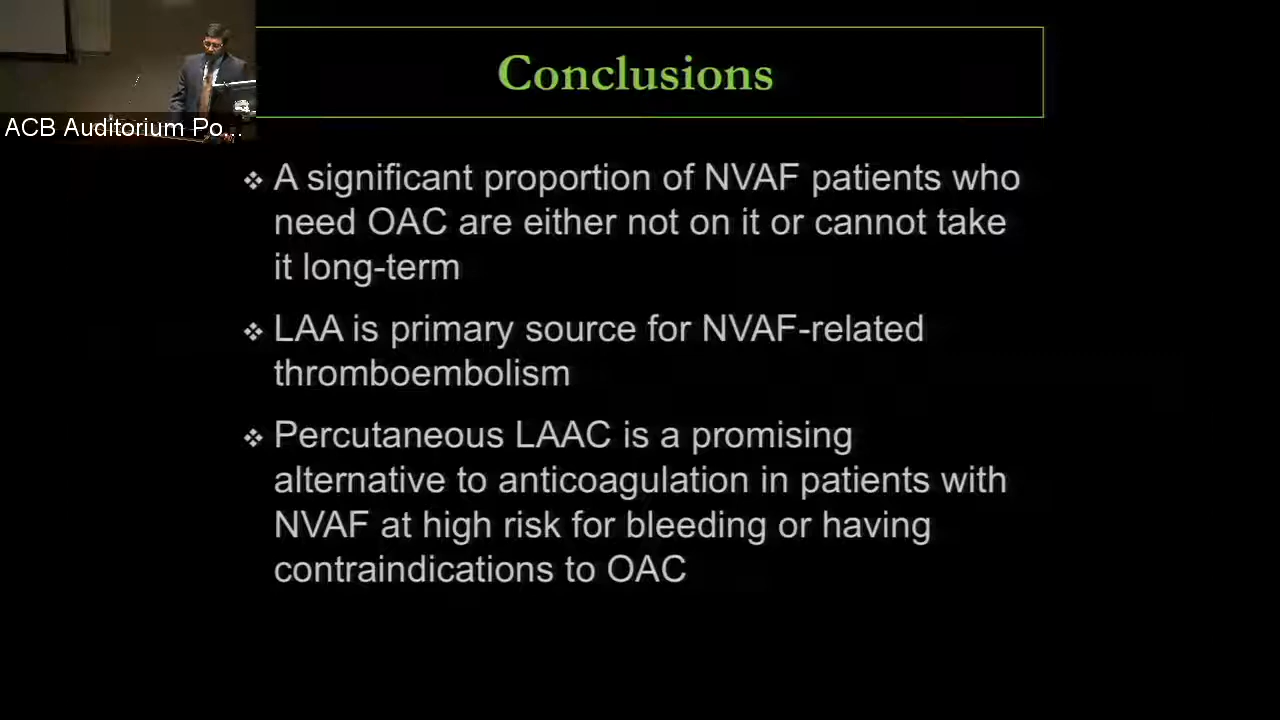 Conclusions
ACB Auditorium Po...
❖ A significant proportion of NVAF patients who
need OAC are either not on it or cannot take
it long-term
❖ LAA is primary source for NVAF-related
thromboembolism
❖ Percutaneous LAAC is a promising
alternative to anticoagulation in patients with
NVAF at high risk for bleeding or having
contraindications to OAC